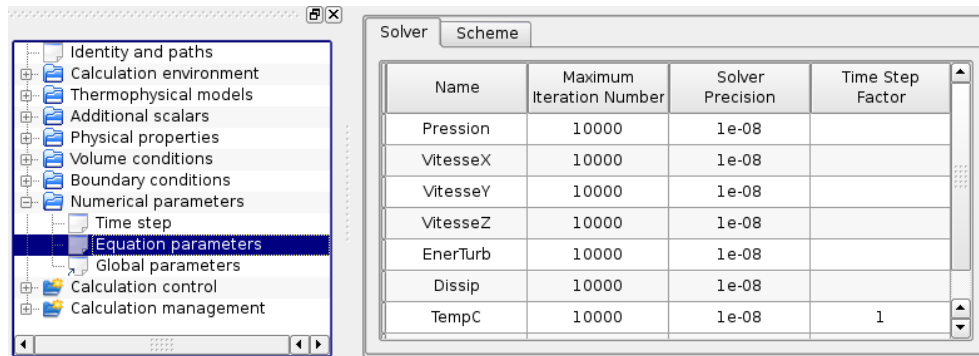 Identity and paths
Calculation environment
Thermophysical models
Additional scalars
Physical properties
Volume conditions
Boundary conditions
Numerical parameters
Time step
Equation parameters
Global parameters
Calculation control
Calculation management
Solver Scheme
Name Maximum Iteration Number Solver Precision Time Step Factor
Pression 10000 1e-08
VitesseX 10000 1e-08
VitesseY 10000 1e-08
VitesseZ 10000 1e-08
EnerTurb 10000 1e-08
Dissip 10000 1e-08
TempC 10000 1e-08 1